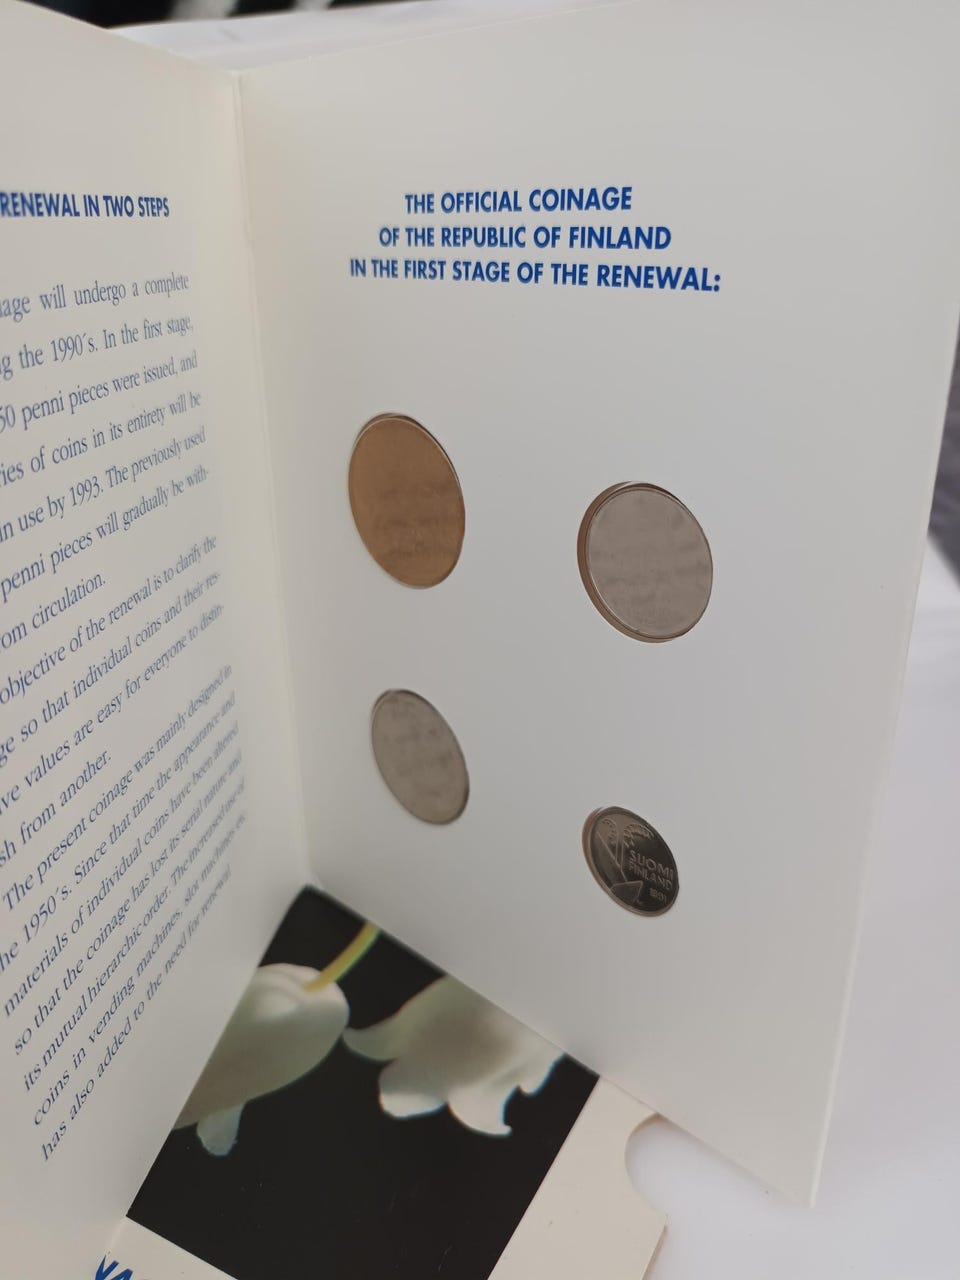 RENEWAL IN TWO STEPS
age will undergo a complete
g the 1990´s. In the first stage,
50 penni pieces were issued, and
ies of coins in its entirety will be
in use by 1993. The previously used
penni pieces will gradually be with-
om circulation.
objective of the renewal is to clarify the
ge so that individual coins and their res-
ve values are easy for everyone to distin-
sh from another.
The present coinage was mainly designed in
he 1950´s. Since that time the appearance and
materials of individual coins have been altered
so that the coinage has lost its serial nature and
its mutual hierarchic order. The increased use of
coins in vending machines, slot machines etc.
has also added to the need for renewal.
THE OFFICIAL COINAGE
OF THE REPUBLIC OF FINLAND
IN THE FIRST STAGE OF THE RENEWAL:
SUOMI
FINLAND
1991